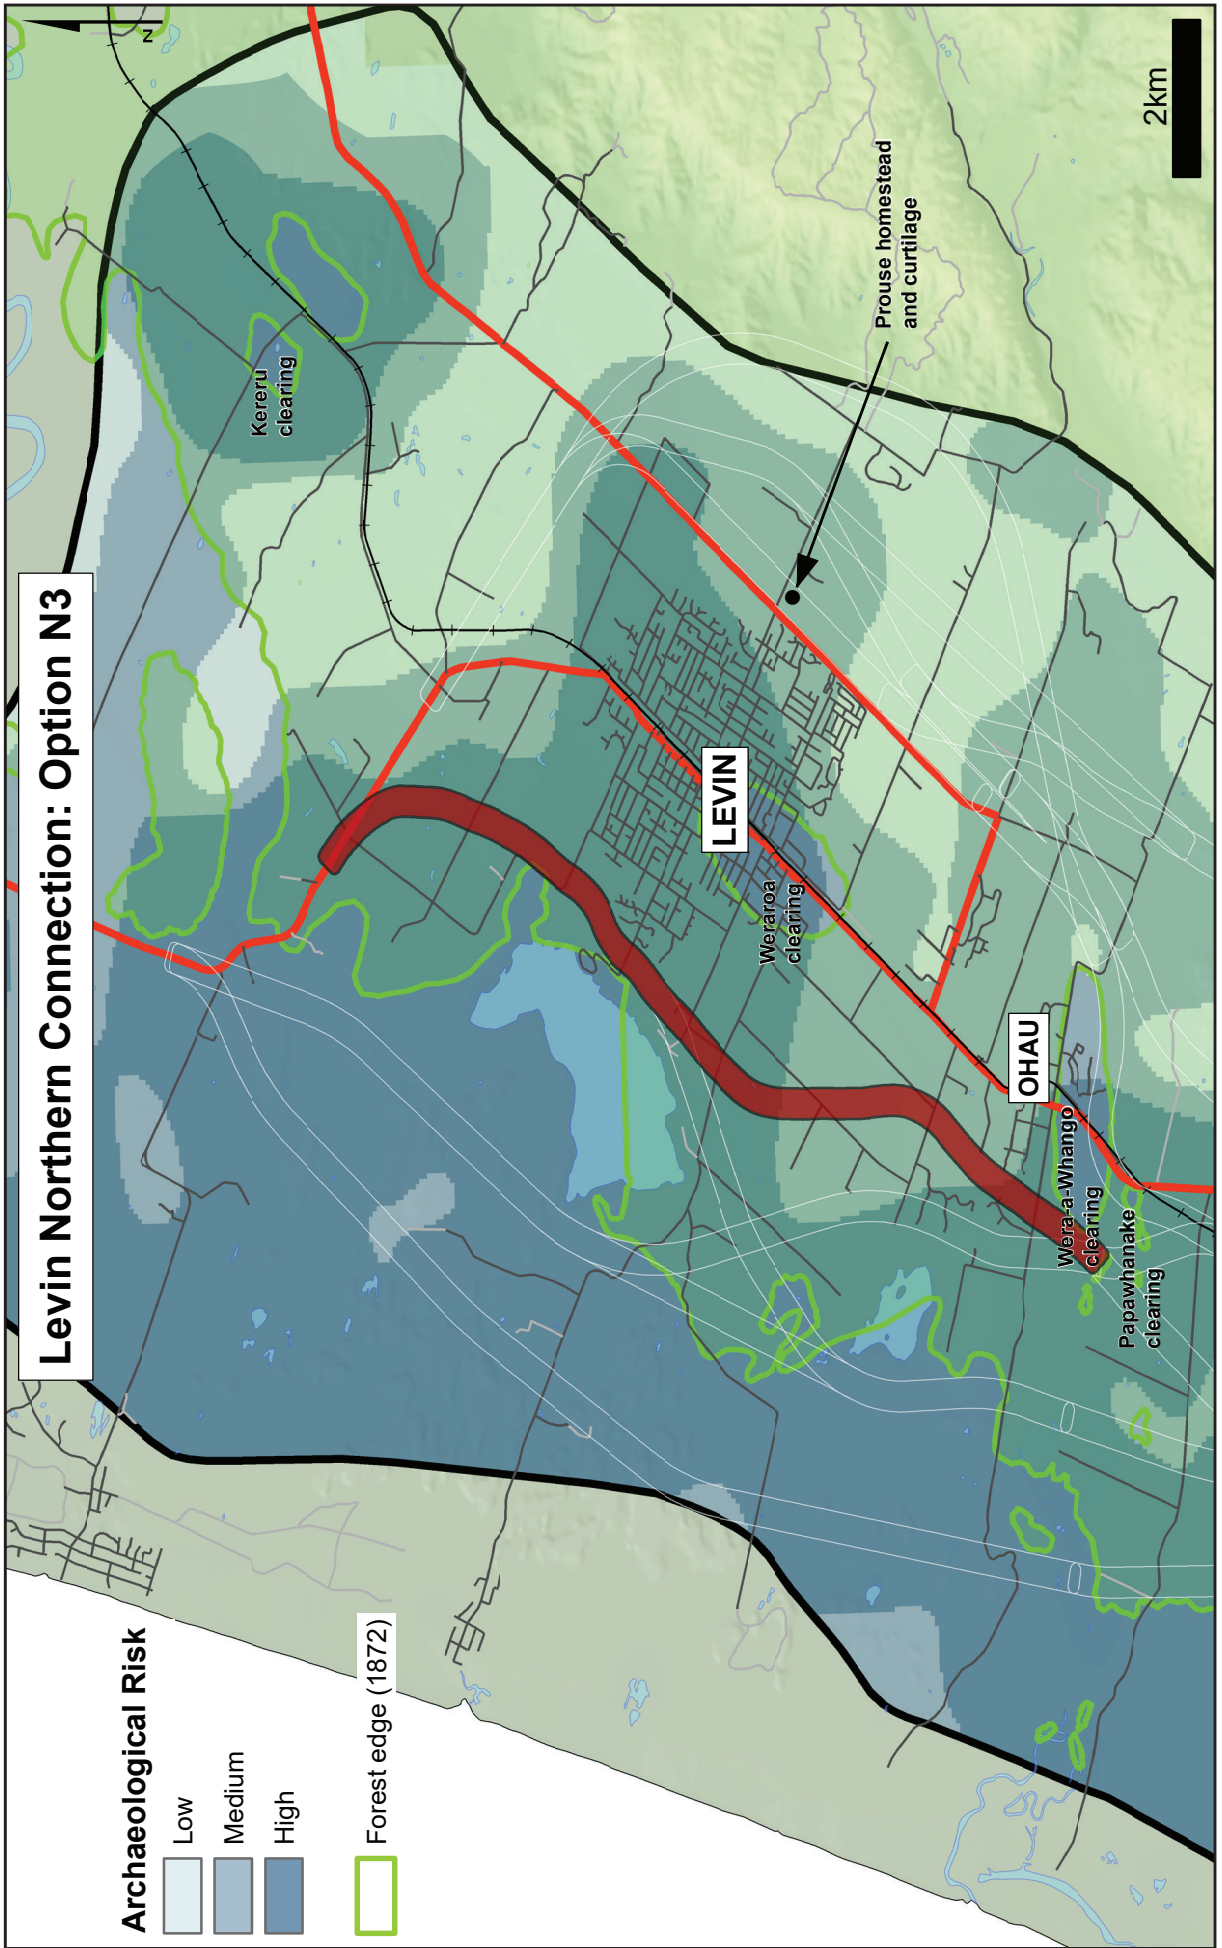 Levin Northern Connection: Option N3
N
Archaeological Risk
Low
Medium
High
Forest edge (1872)
Kereru
clearing
LEVIN
Weraroa
clearing
Prouse homestead
and curtilage
OHAU
Wera-a-Whango
clearing
Papawhanake
clearing
2km